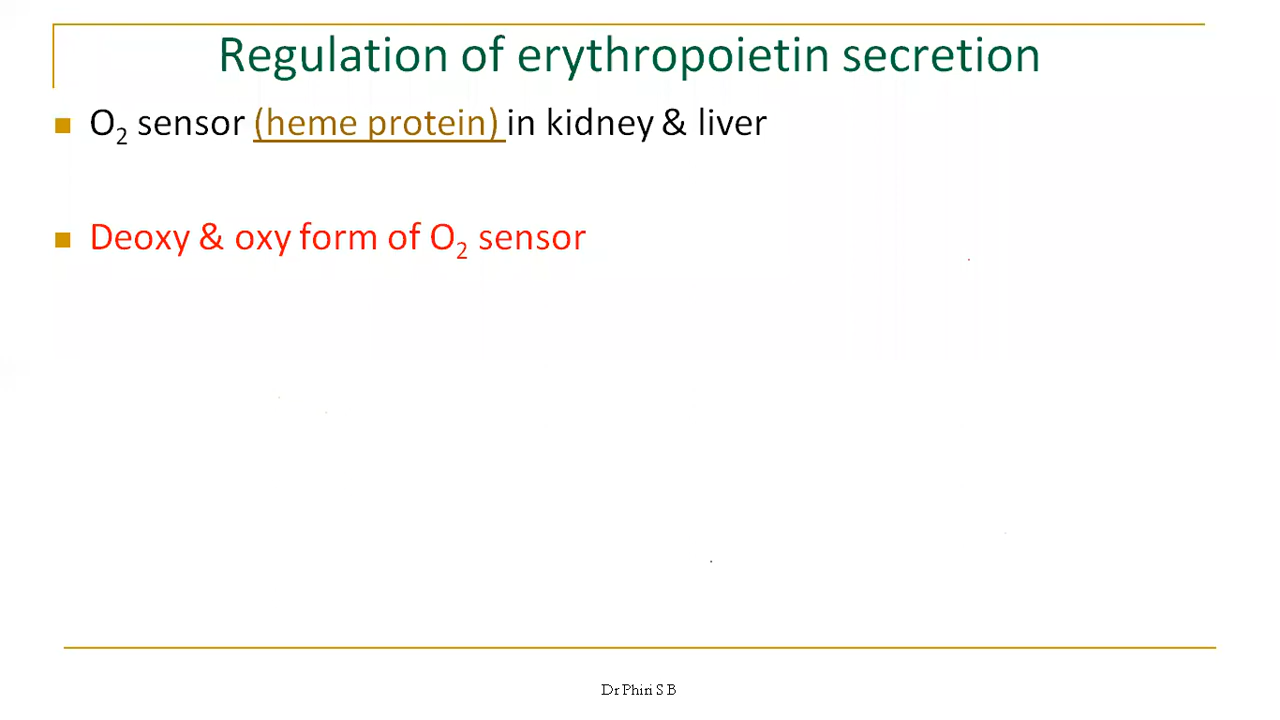 Regulation of erythropoietin secretion
O2 sensor (heme protein) in kidney & liver
Deoxy & oxy form of O2 sensor
Dr Phiri S B